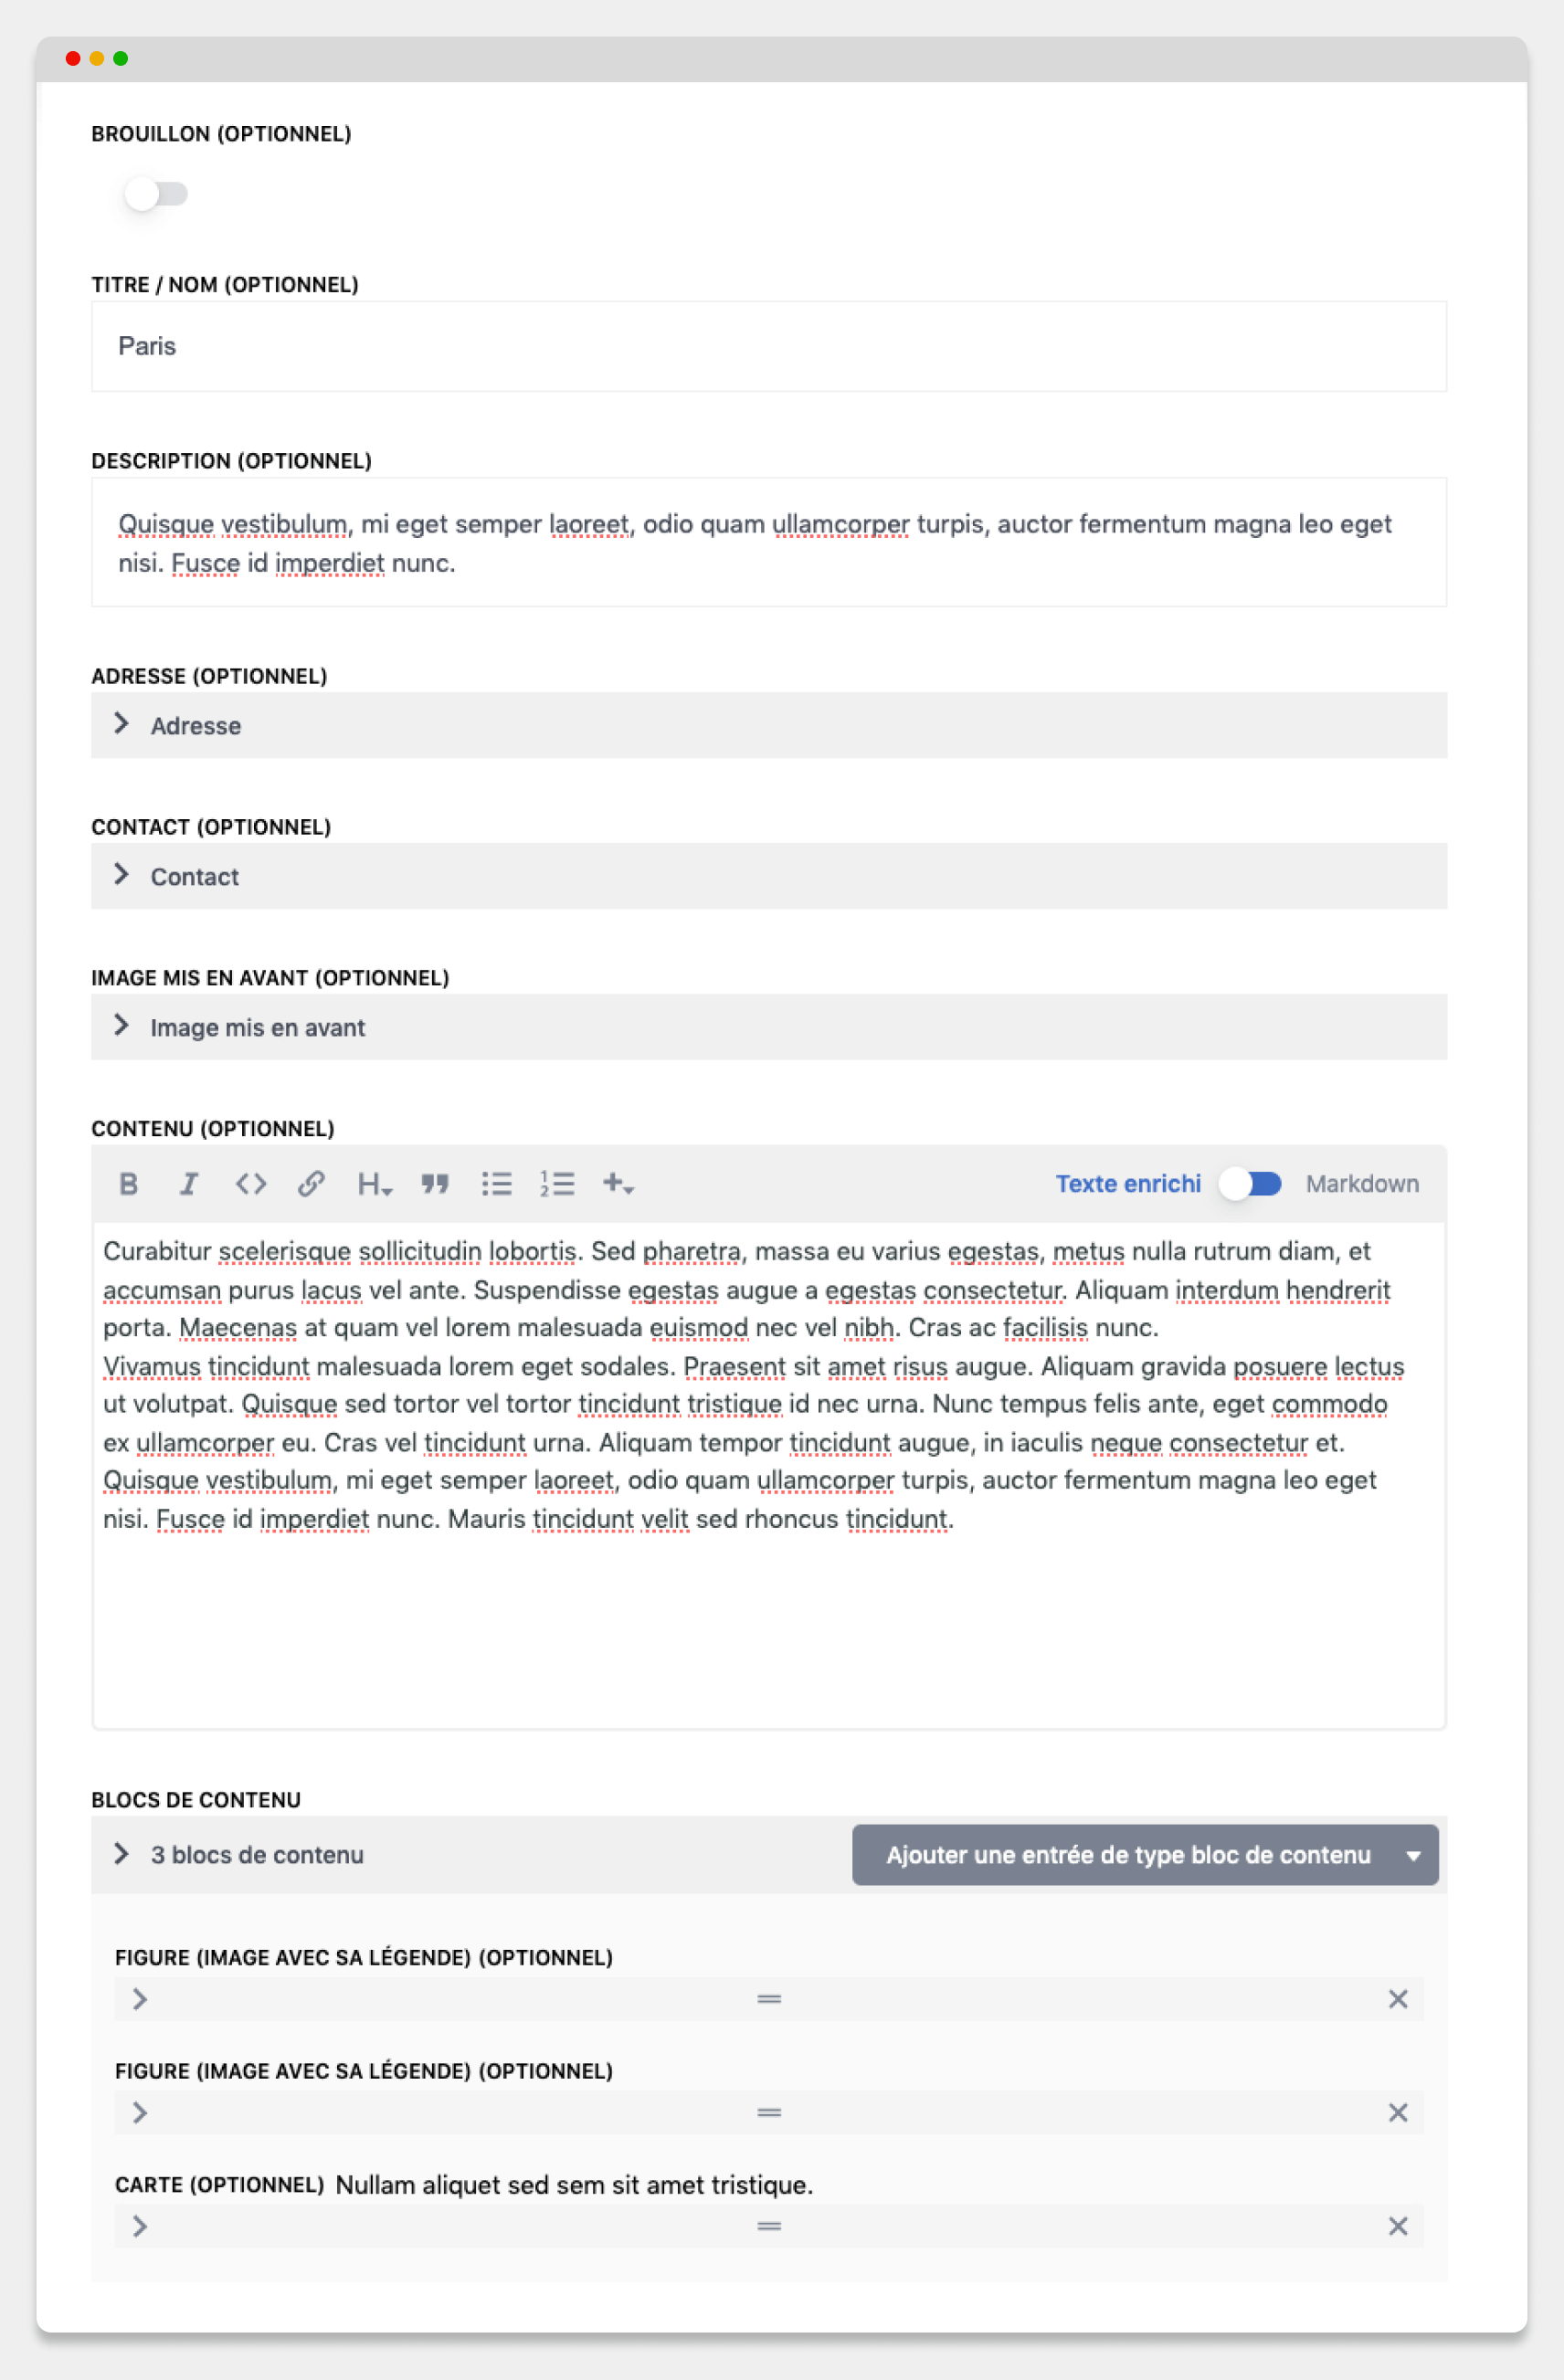 BROUILLON (OPTIONNEL)
TITRE / NOM (OPTIONNEL)
Paris
DESCRIPTION (OPTIONNEL)
Quisque vestibulum, mi eget semper laoreet, odio quam ullamcorper turpis, auctor fermentum magna leo eget
nisi. Fusce id imperdiet nunc.
ADRESSE (OPTIONNEL)
Adresse
CONTACT (OPTIONNEL)
Contact
IMAGE MIS EN AVANT (OPTIONNEL)
Image mis en avant
CONTENU (OPTIONNEL)
B I <> H Texte enrichi Markdown
Curabitur scelerisque sollicitudin lobortis. Sed pharetra, massa eu varius egestas, metus nulla rutrum diam, et
accumsan purus lacus vel ante. Suspendisse egestas augue a egestas consectetur. Aliquam interdum hendrerit
porta. Maecenas at quam vel lorem malesuada euismod nec vel nibh. Cras ac facilisis nunc.
Vivamus tincidunt malesuada lorem eget sodales. Praesent sit amet risus augue. Aliquam gravida posuere lectus
ut volutpat. Quisque sed tortor vel tortor tincidunt tristique id nec urna. Nunc tempus felis ante, eget commodo
ex ullamcorper eu. Cras vel tincidunt urna. Aliquam tempor tincidunt augue, in iaculis neque consectetur et.
Quisque vestibulum, mi eget semper laoreet, odio quam ullamcorper turpis, auctor fermentum magna leo eget
nisi. Fusce id imperdiet nunc. Mauris tincidunt velit sed rhoncus tincidunt.
BLOCS DE CONTENU
3 blocs de contenu Ajouter une entrée de type bloc de contenu
FIGURE (IMAGE AVEC SA LÉGENDE) (OPTIONNEL)
FIGURE (IMAGE AVEC SA LÉGENDE) (OPTIONNEL)
CARTE (OPTIONNEL) Nullam aliquet sed sem sit amet tristique.